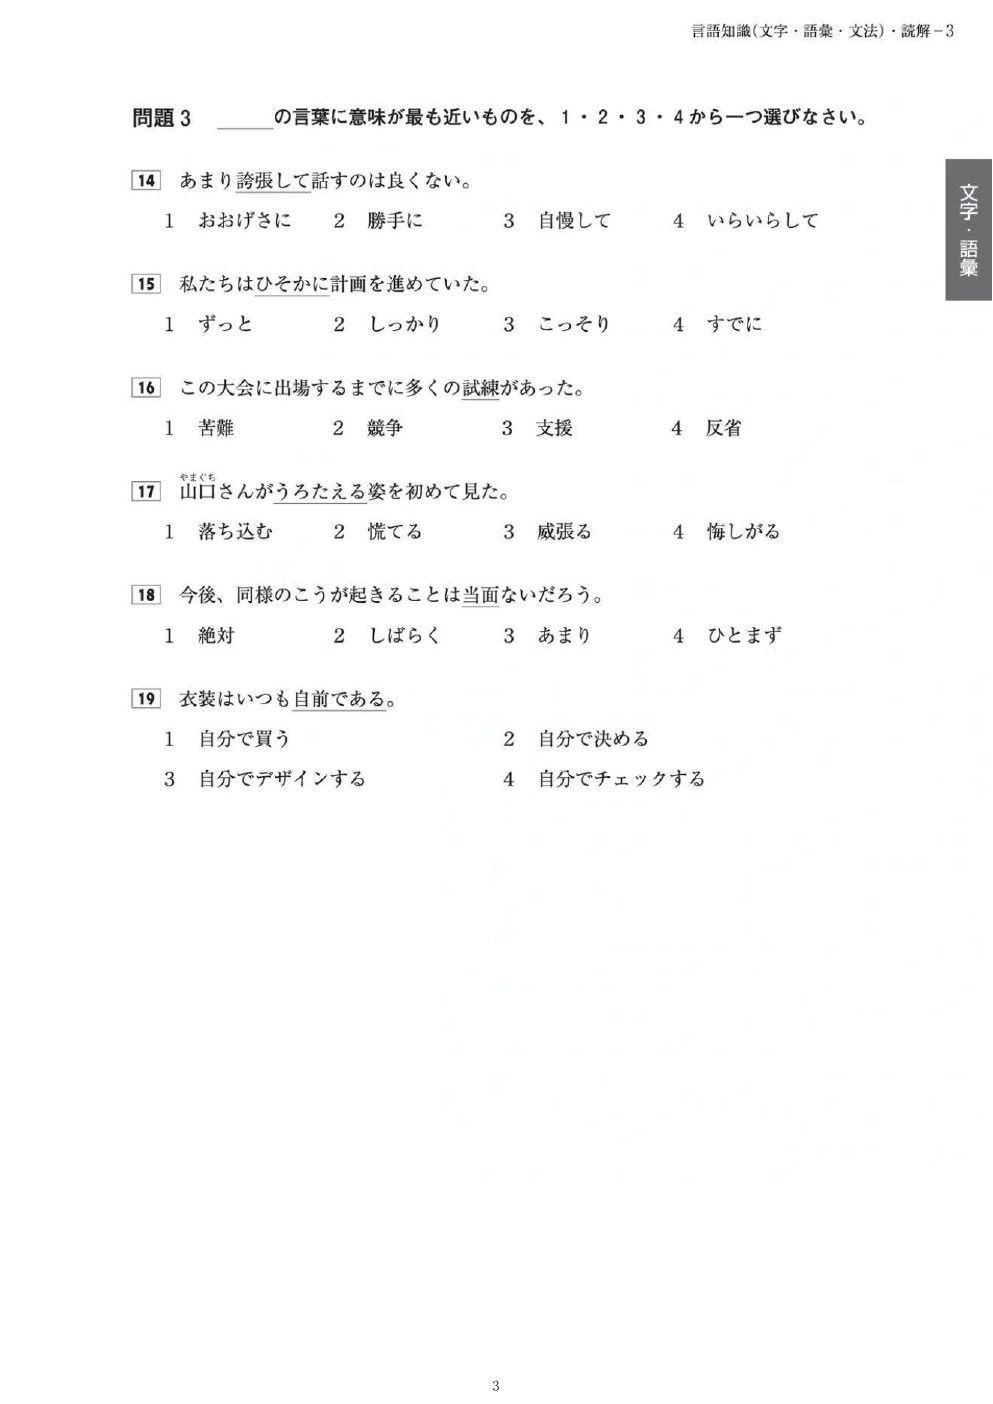 言語知識(文字・語彙・文法)・読解－3
問題3 ＿＿＿の言葉に意味が最も近いものを、1・2・3・4から一つ選びなさい。
文字・語彙
14 あまり誇張して話すのは良くない。
1 おおげさに 2 勝手に 3 自慢して 4 いらいらして
15 私たちはひそかに計画を進めていた。
1 ずっと 2 しっかり 3 こっそり 4 すでに
16 この大会に出場するまでに多くの試練があった。
1 苦難 2 競争 3 支援 4 反省
やまぐち
17 山口さんがうろたえる姿を初めて見た。
1 落ち込む 2 慌てる 3 威張る 4 悔しがる
18 今後、同様のこうが起きることは当面ないだろう。
1 絶対 2 しばらく 3 あまり 4 ひとまず
19 衣装はいつも自前である。
1 自分で買う 2 自分で決める
3 自分でデザインする 4 自分でチェックする
3